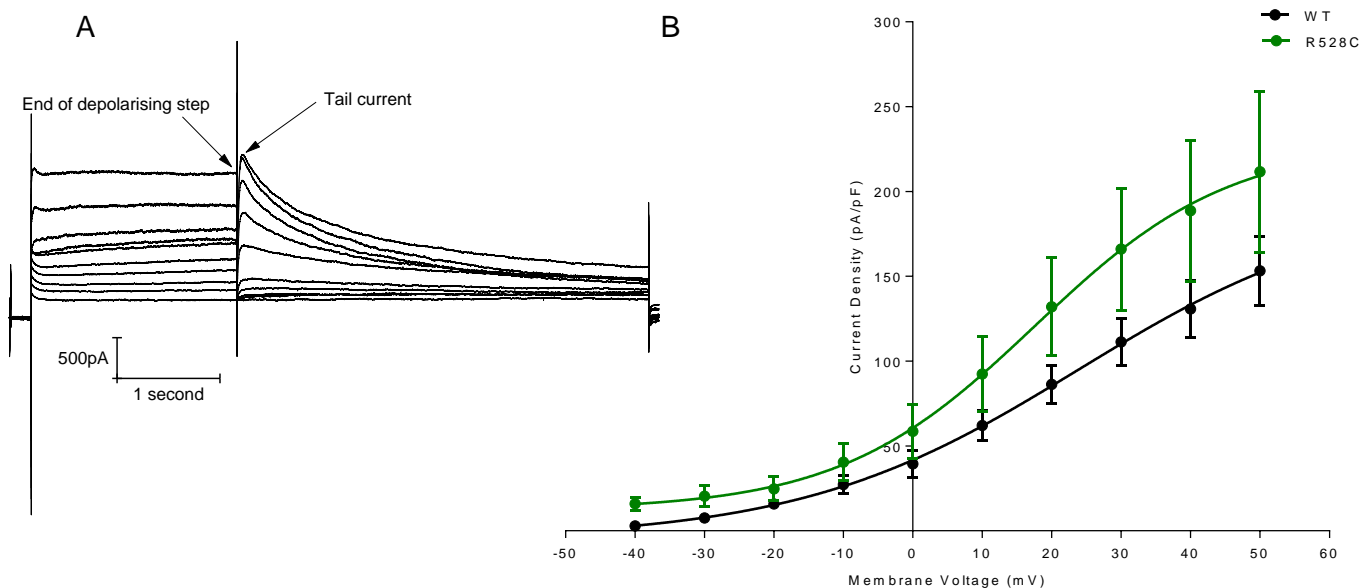 A
End of depolarising step
Tail current
500pA
1 second
B
WT
R528C
Current Density (pA/pF)
300
250
200
150
100
50
-50 -40 -30 -20 -10 0 10 20 30 40 50 60
Membrane Voltage (mV)